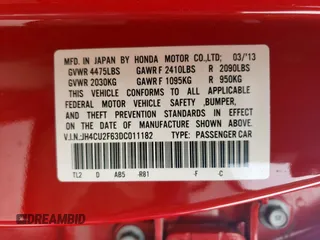 MFD. IN JAPAN BY HONDA MOTOR CO.,LTD; 03/'13
GVWR 4475LBS GAWR F 2410LBS R 2090LBS
GVWR 2030KG GAWR F 1095KG R 950KG
THIS VEHICLE CONFORMS TO ALL APPLICABLE
FEDERAL MOTOR VEHICLE SAFETY ,BUMPER,
AND THEFT PREVENTION STANDARDS IN EFFECT
ON THE DATE OF MANUFACTURE SHOWN ABOVE.
V.I.N.:JH4CU2F63DC011182 TYPE: PASSENGER CAR
TL2 D AB5 R81 F C
DREAMBID